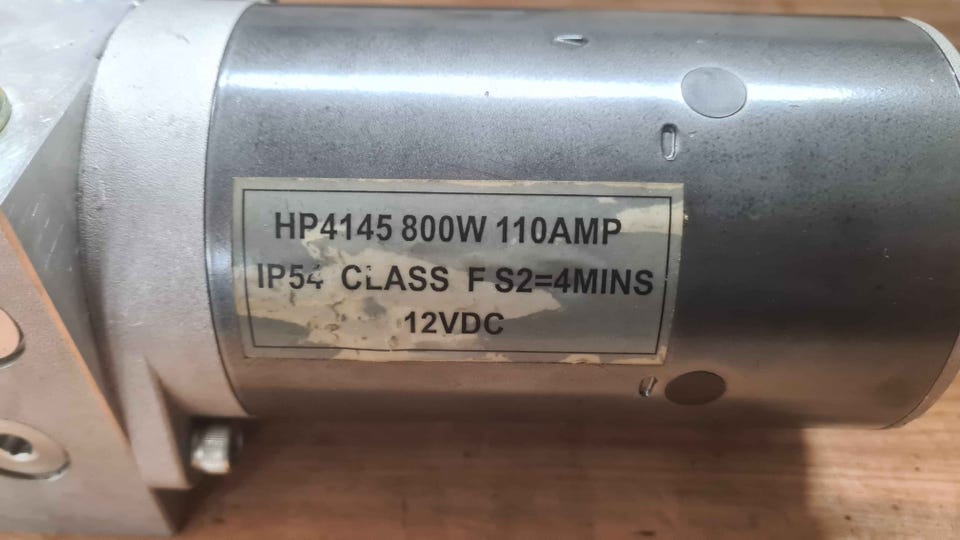 HP4145 800W 110AMP
IP54 CLASS F S2=4MINS
12VDC